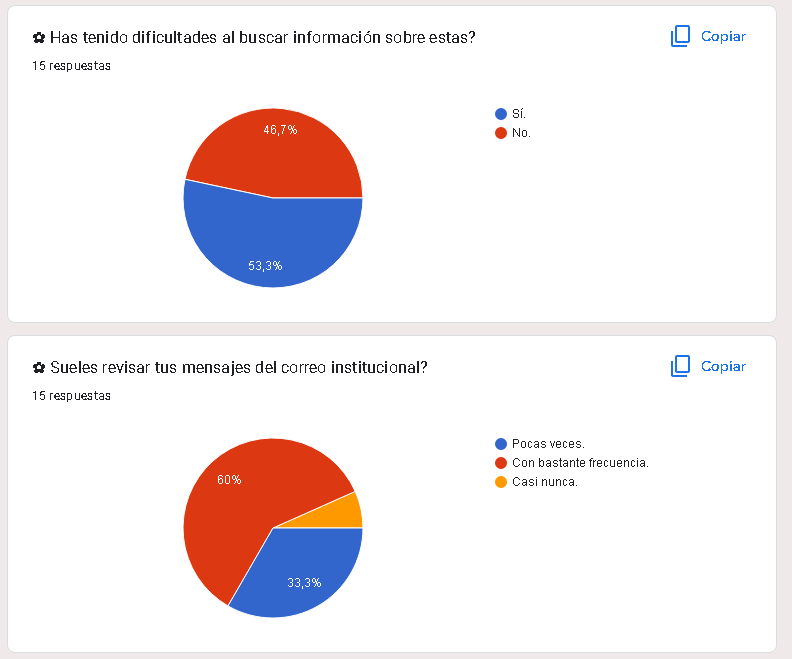 ✿ Has tenido dificultades al buscar información sobre estas?
Copiar
15 respuestas
Sí.
No.
46,7%
53,3%
✿ Sueles revisar tus mensajes del correo institucional?
Copiar
15 respuestas
Pocas veces.
Con bastante frecuencia.
Casi nunca.
60%
33,3%